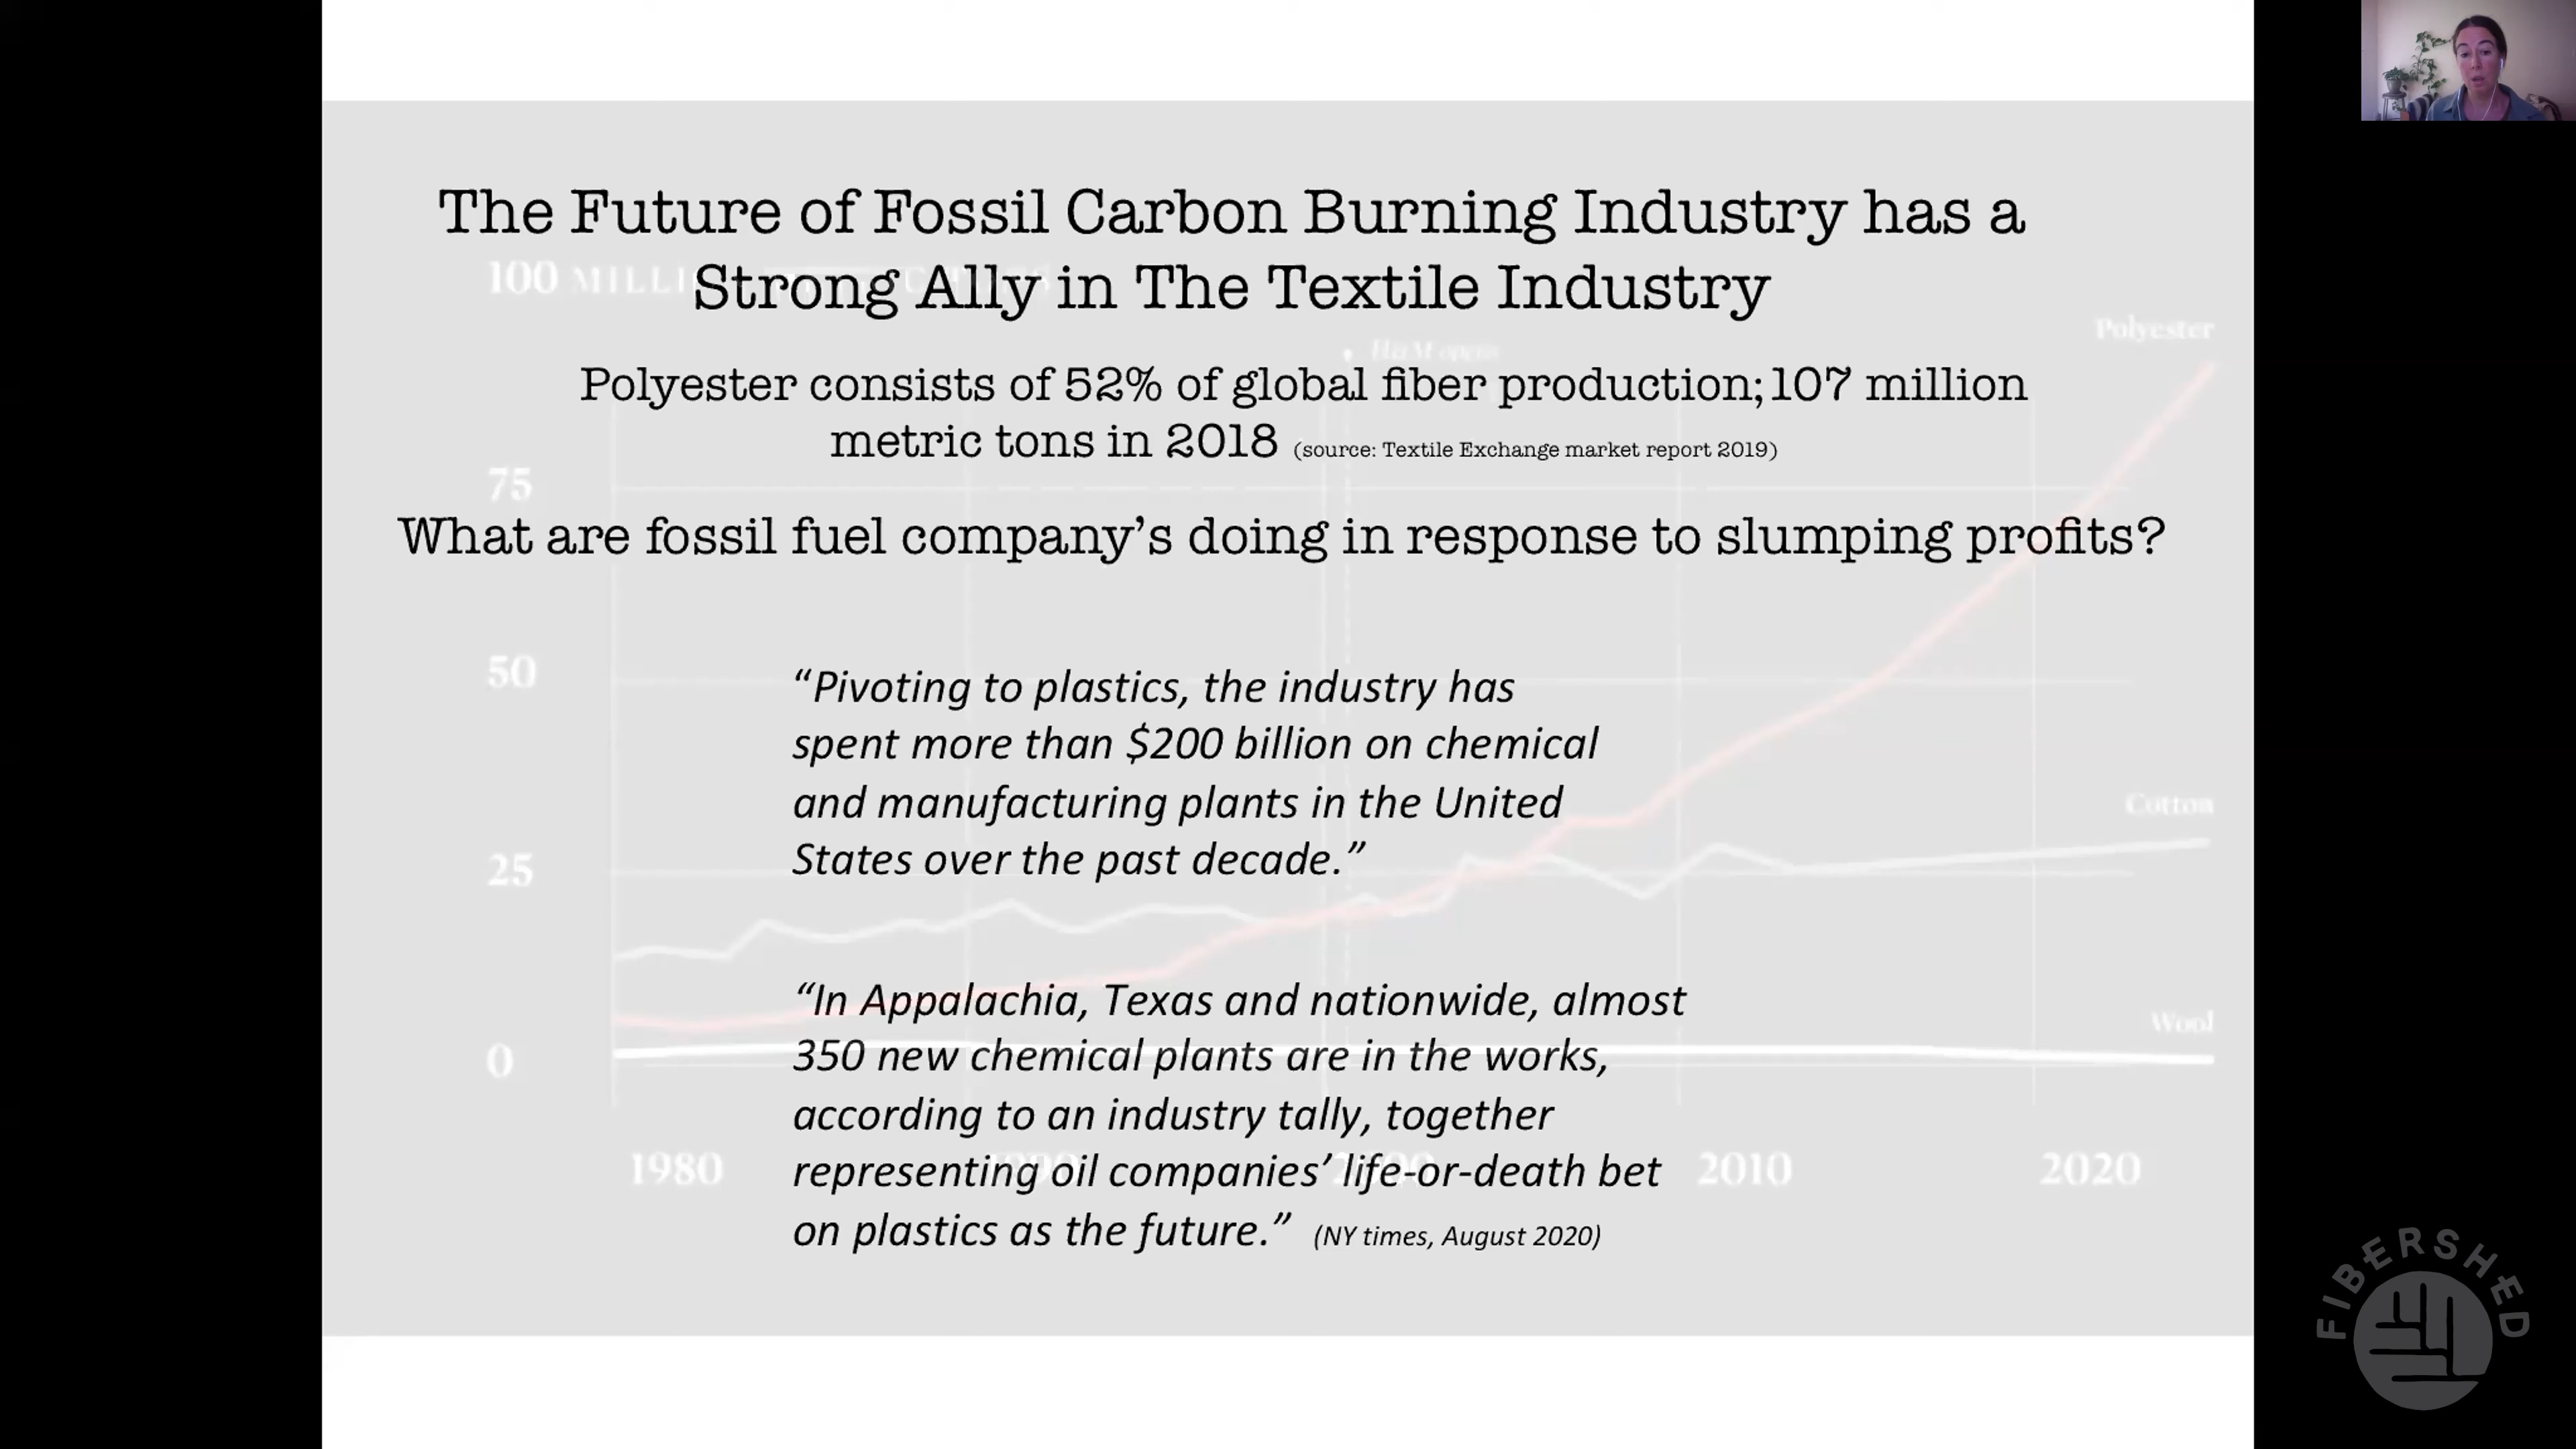 The Future of Fossil Carbon Burning Industry has a
Strong Ally in The Textile Industry
Polyester consists of 52% of global fiber production; 107 million
metric tons in 2018 (source: Textile Exchange market report 2019)
What are fossil fuel company’s doing in response to slumping profits?
“Pivoting to plastics, the industry has
spent more than $200 billion on chemical
and manufacturing plants in the United
States over the past decade.”
“In Appalachia, Texas and nationwide, almost
350 new chemical plants are in the works,
according to an industry tally, together
representing oil companies’ life-or-death bet
on plastics as the future.” (NY times, August 2020)
100
75
50
25
0
1980
1990
2000
2010
2020
H&M opens
Polyester
Cotton
Wool
FIBERSHED